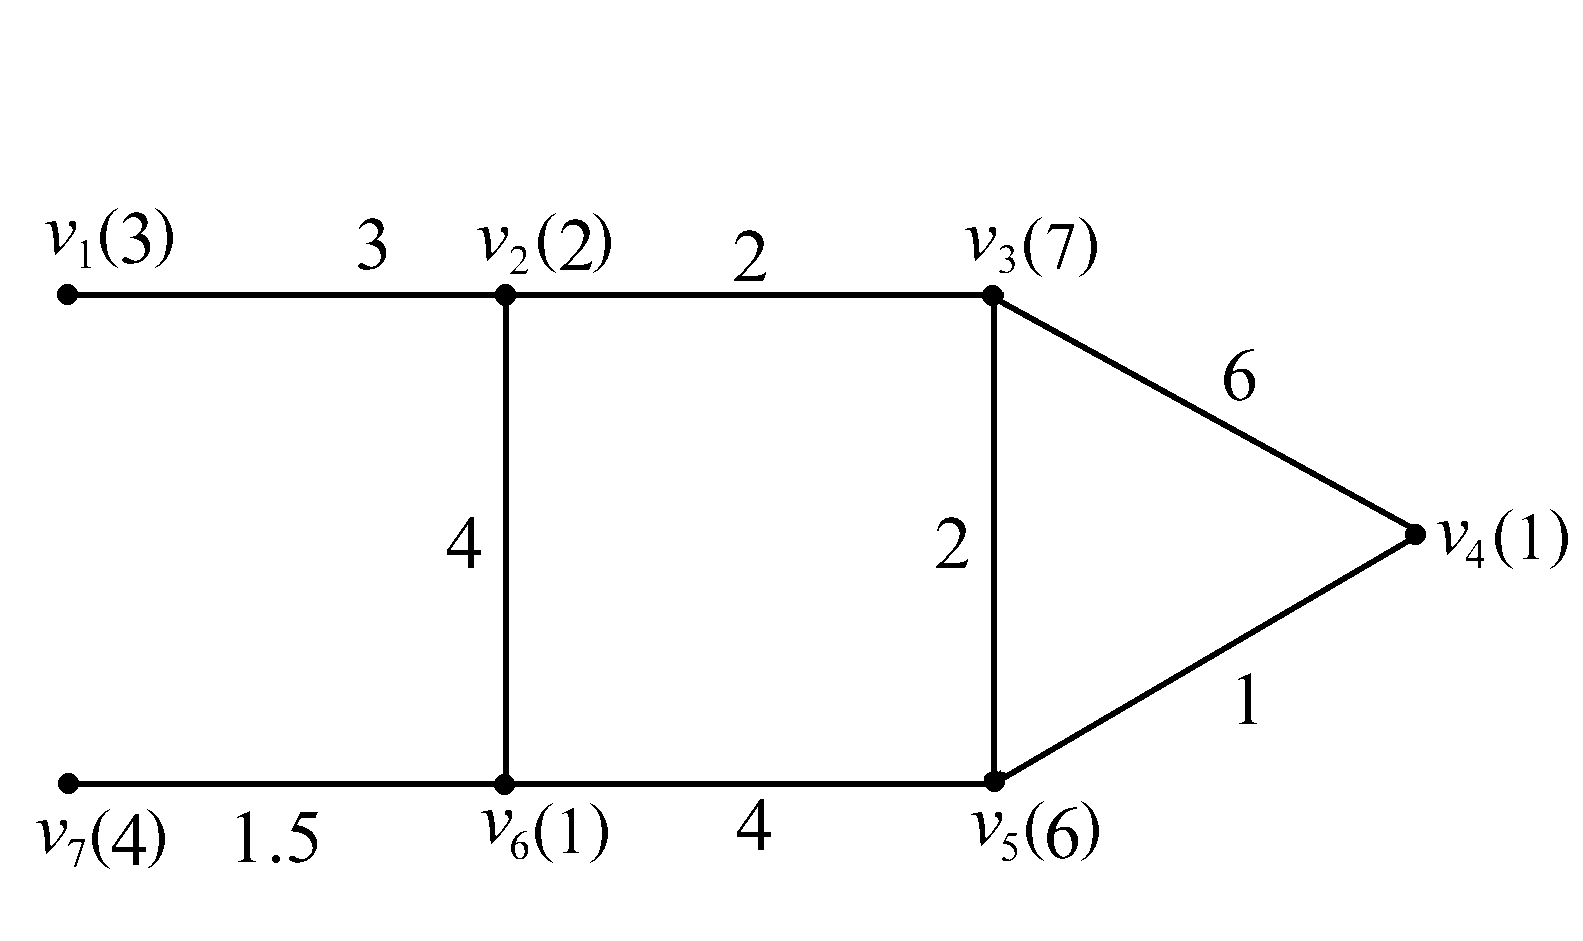 v₁(3) 3 v₂(2) 2 v₃(7)
6
4 2 v₄(1)
1
v₇(4) 1.5 v₆(1) 4 v₅(6)